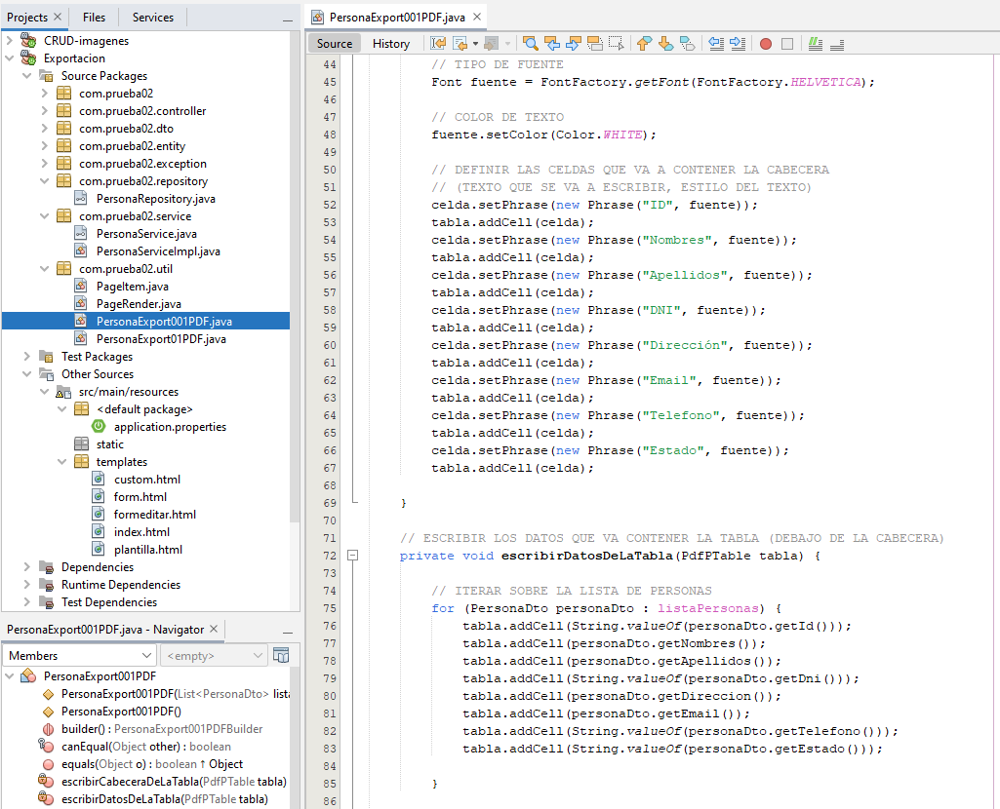 Projects
Files
Services
CRUD-imagenes
Exportacion
Source Packages
com.prueba02
com.prueba02.controller
com.prueba02.dto
com.prueba02.entity
com.prueba02.exception
com.prueba02.repository
PersonaRepository.java
com.prueba02.service
PersonaService.java
PersonaServiceImpl.java
com.prueba02.util
PageItem.java
PageRender.java
PersonaExport001PDF.java
PersonaExport01PDF.java
Test Packages
Other Sources
src/main/resources
<default package>
application.properties
static
templates
custom.html
form.html
formeditar.html
index.html
plantilla.html
Dependencies
Runtime Dependencies
Test Dependencies
PersonaExport001PDF.java - Navigator
Members
<empty>
PersonaExport001PDF
PersonaExport001PDF(List<PersonaDto> lista
PersonaExport001PDF()
builder() : PersonaExport001PDFBuilder
canEqual(Object other) : boolean
equals(Object o) : boolean ↑ Object
escribirCabeceraDeLaTabla(PdfPTable tabla)
escribirDatosDeLaTabla(PdfPTable tabla)
PersonaExport001PDF.java
Source
History
44 // TIPO DE FUENTE
45 Font fuente = FontFactory.getFont(FontFactory.HELVETICA);
46
47 // COLOR DE TEXTO
48 fuente.setColor(Color.WHITE);
49
50 // DEFINIR LAS CELDAS QUE VA A CONTENER LA CABECERA
51 // (TEXTO QUE SE VA A ESCRIBIR, ESTILO DEL TEXTO)
52 celda.setPhrase(new Phrase("ID", fuente));
53 tabla.addCell(celda);
54 celda.setPhrase(new Phrase("Nombres", fuente));
55 tabla.addCell(celda);
56 celda.setPhrase(new Phrase("Apellidos", fuente));
57 tabla.addCell(celda);
58 celda.setPhrase(new Phrase("DNI", fuente));
59 tabla.addCell(celda);
60 celda.setPhrase(new Phrase("Dirección", fuente));
61 tabla.addCell(celda);
62 celda.setPhrase(new Phrase("Email", fuente));
63 tabla.addCell(celda);
64 celda.setPhrase(new Phrase("Telefono", fuente));
65 tabla.addCell(celda);
66 celda.setPhrase(new Phrase("Estado", fuente));
67 tabla.addCell(celda);
68
69 }
70
71 // ESCRIBIR LOS DATOS QUE VA CONTENER LA TABLA (DEBAJO DE LA CABECERA)
72 private void escribirDatosDeLaTabla(PdfPTable tabla) {
73
74 // ITERAR SOBRE LA LISTA DE PERSONAS
75 for (PersonaDto personaDto : listaPersonas) {
76 tabla.addCell(String.valueOf(personaDto.getId()));
77 tabla.addCell(personaDto.getNombres());
78 tabla.addCell(personaDto.getApellidos());
79 tabla.addCell(String.valueOf(personaDto.getDni()));
80 tabla.addCell(personaDto.getDireccion());
81 tabla.addCell(personaDto.getEmail());
82 tabla.addCell(String.valueOf(personaDto.getTelefono()));
83 tabla.addCell(String.valueOf(personaDto.getEstado()));
84
85 }
86